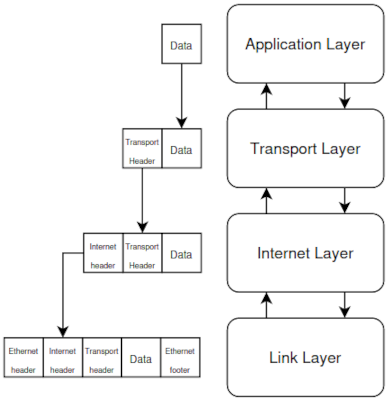 Data
Application Layer
Transport
Header
Data
Transport Layer
Internet
header
Transport
Header
Data
Internet Layer
Ethernet
header
Internet
header
Transport
header
Data
Ethernet
footer
Link Layer